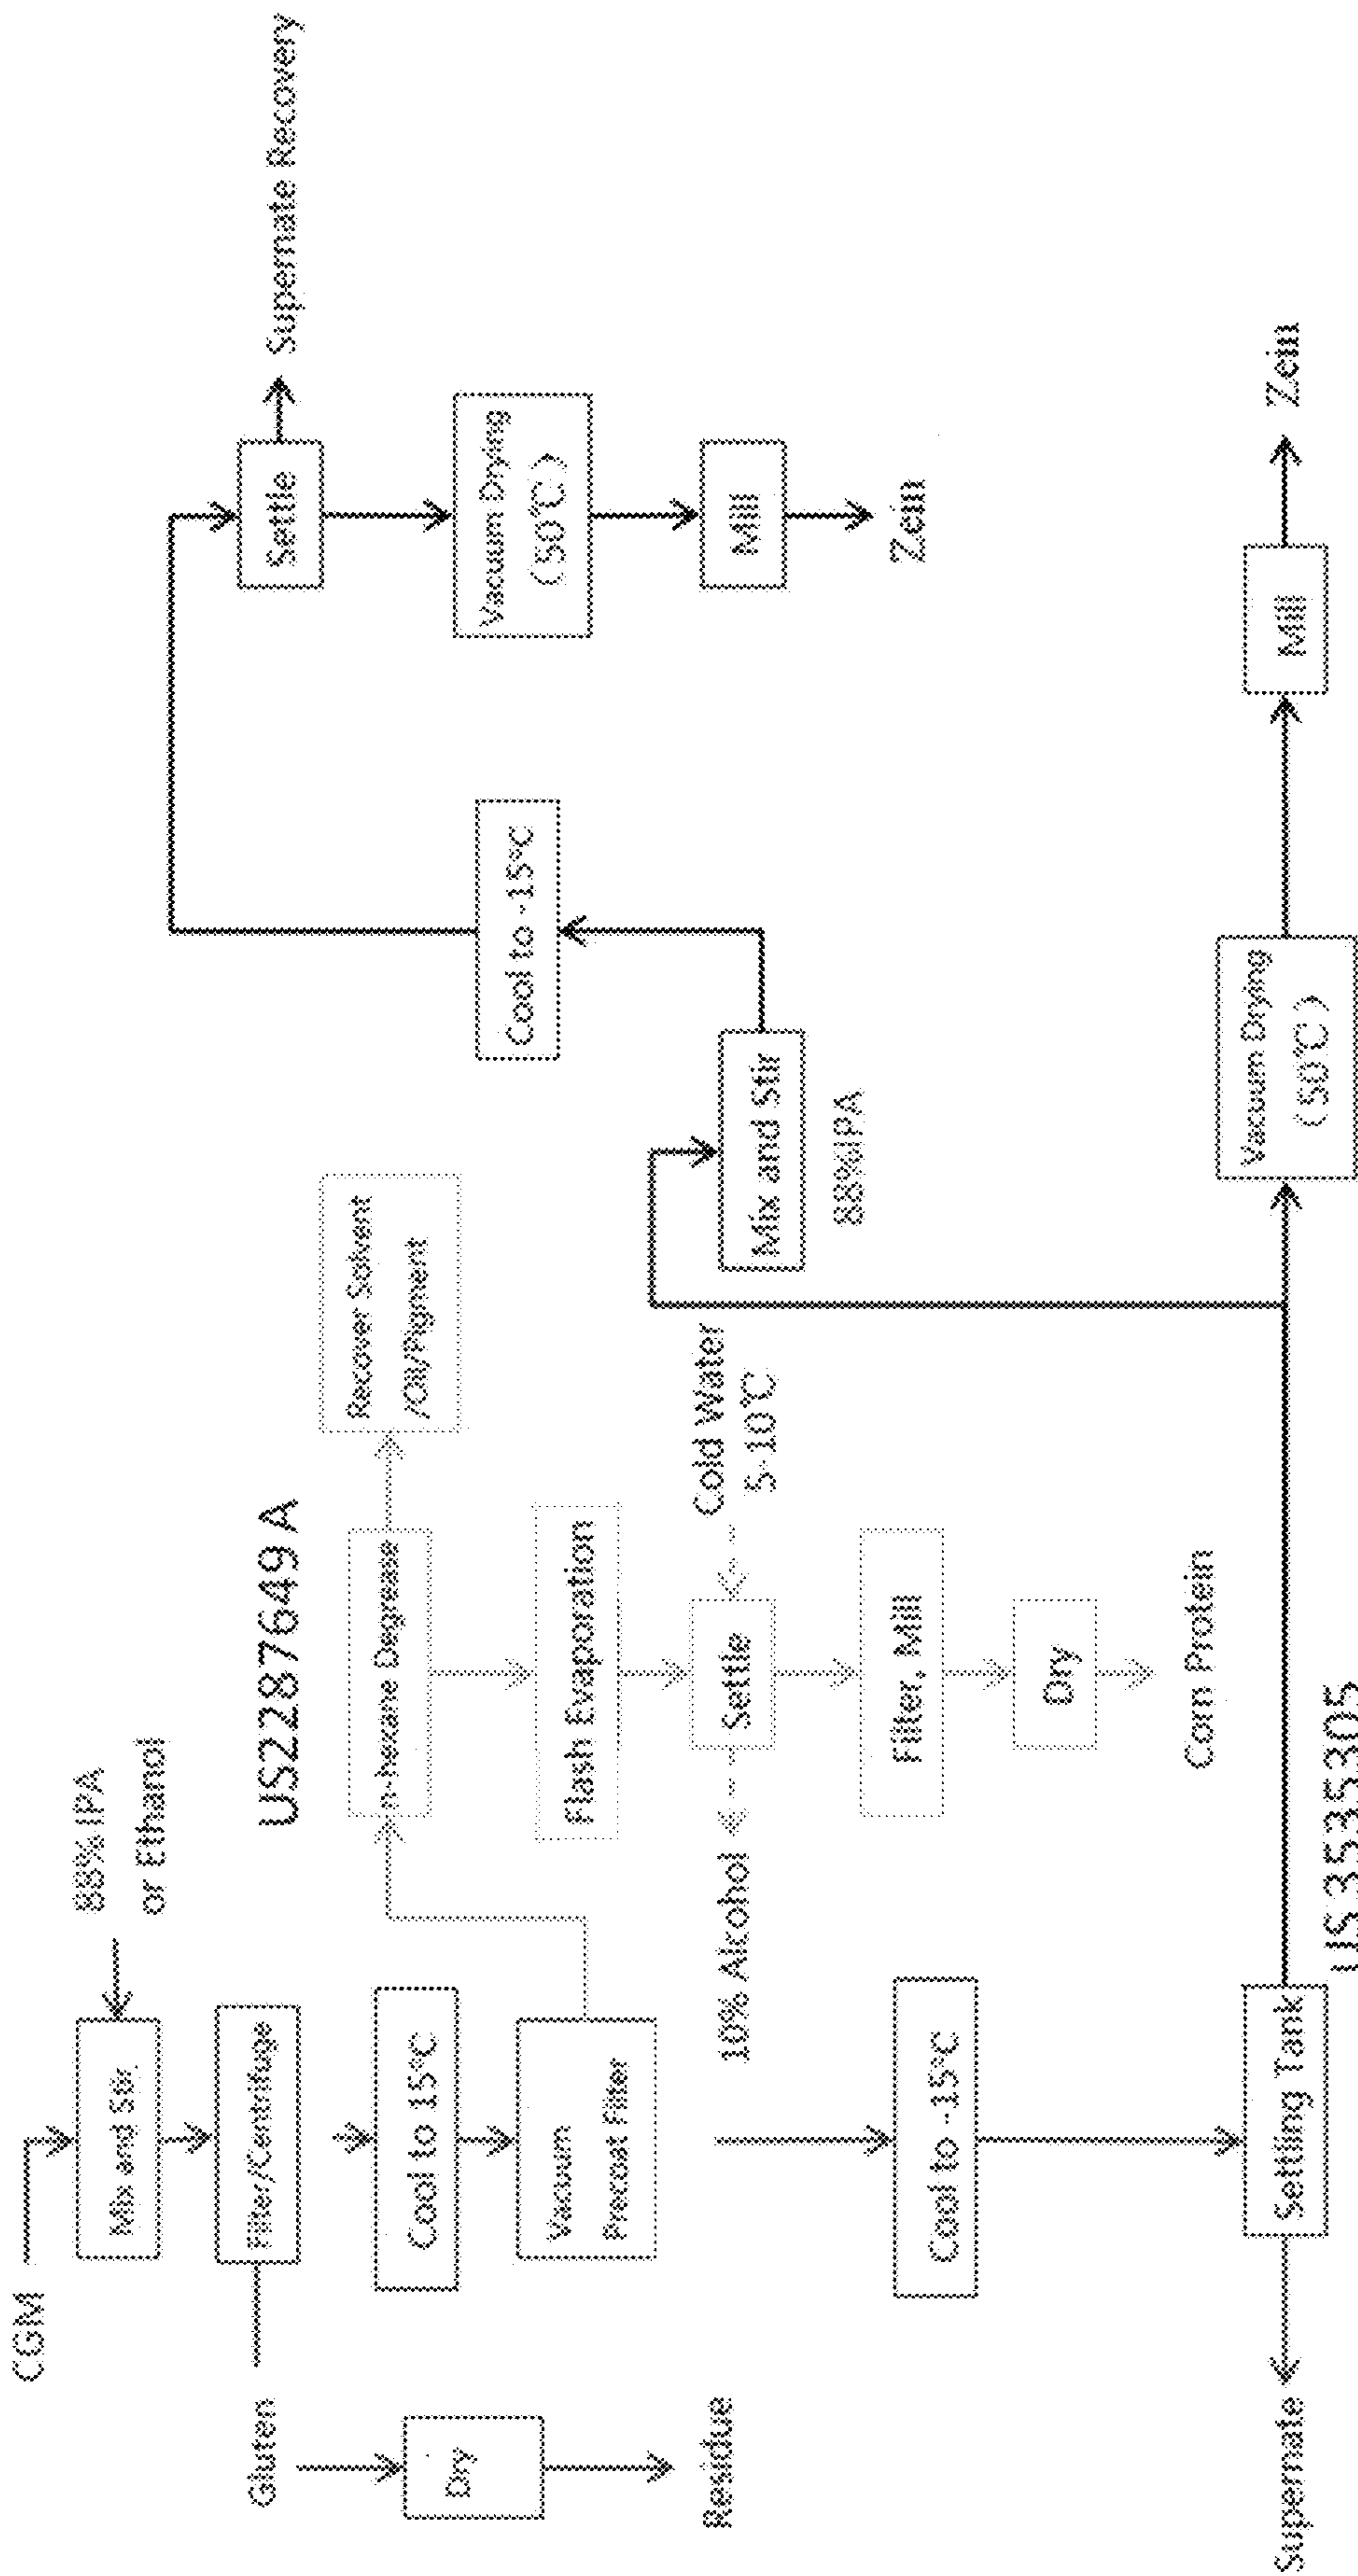 CGM
88% IPA
or Ethanol
Mix and Stir
Filter/Centrifuge
Gluten
Dry
Residue
Cool to 15°C
Vacuum
Precoat Filter
US2287649 A
n-hexane Degrease
Recover Solvent
/Oil/Pigment
Flash Evaporation
Settle
Cold Water
5-10℃
10% Alcohol
Filter, Mill
Dry
Corn Protein
Cool to -15°C
Settling Tank
Supernate
US 3535305
Mix and Stir
88%IPA
Cool to -15°C
Settle
Supernate Recovery
Vacuum Drying
(50℃)
Mill
Zein
Vacuum Drying
(50℃)
Mill
Zein